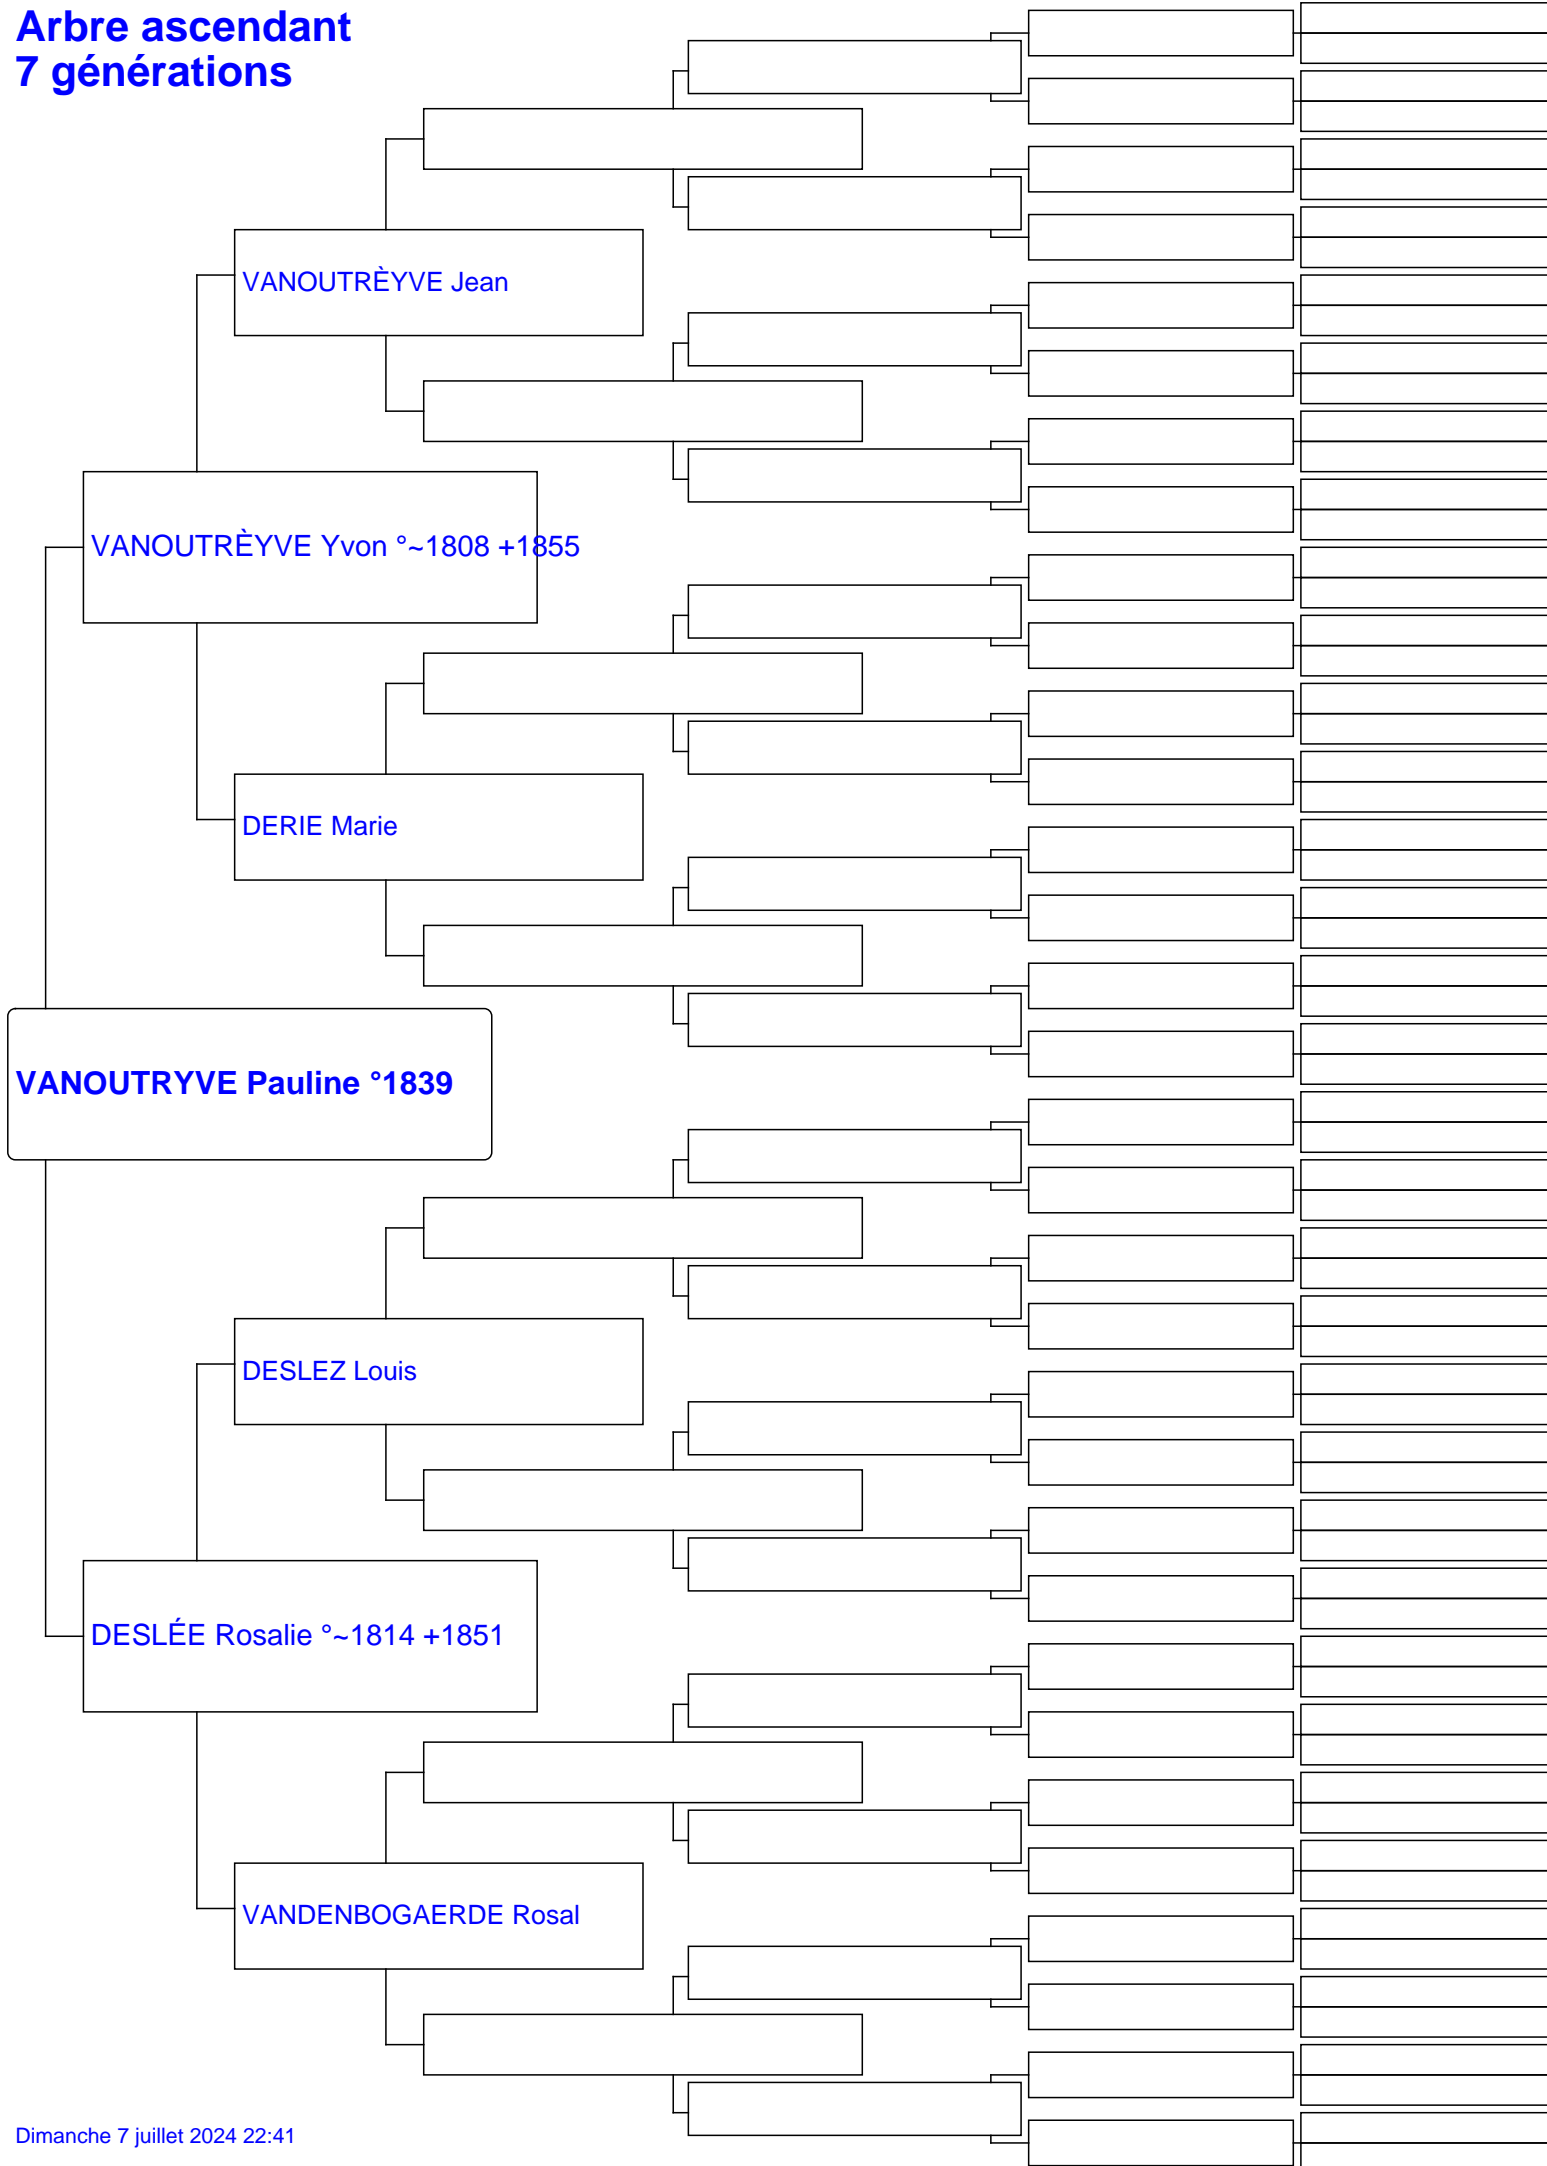 Arbre ascendant
7 générations
VANOUTRÈYVE Jean
VANOUTRÈYVE Yvon °~1808 +1855
DERIE Marie
VANOUTRYVE Pauline °1839
DESLEZ Louis
DESLÉE Rosalie °~1814 +1851
VANDENBOGAERDE Rosal
Dimanche 7 juillet 2024 22:41